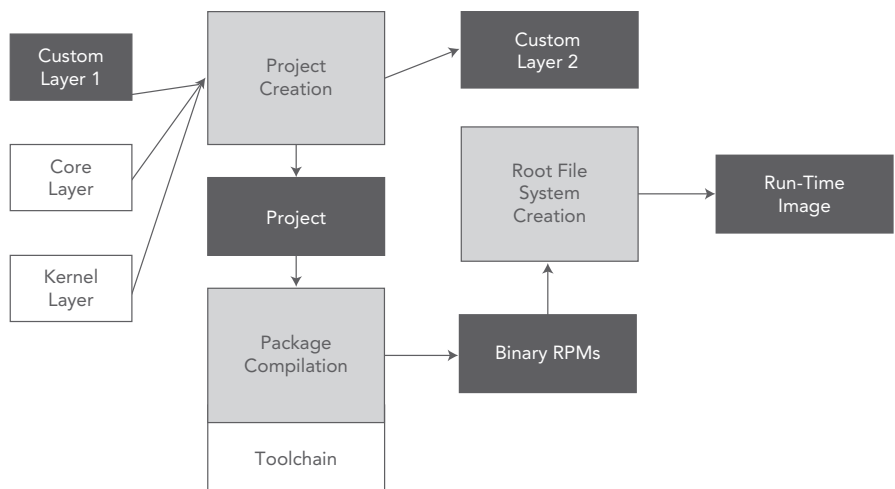 Custom
Layer 1
Project
Creation
Custom
Layer 2
Core
Layer
Root File
System
Creation
Run-Time
Image
Project
Kernel
Layer
Package
Compilation
Binary RPMs
Toolchain